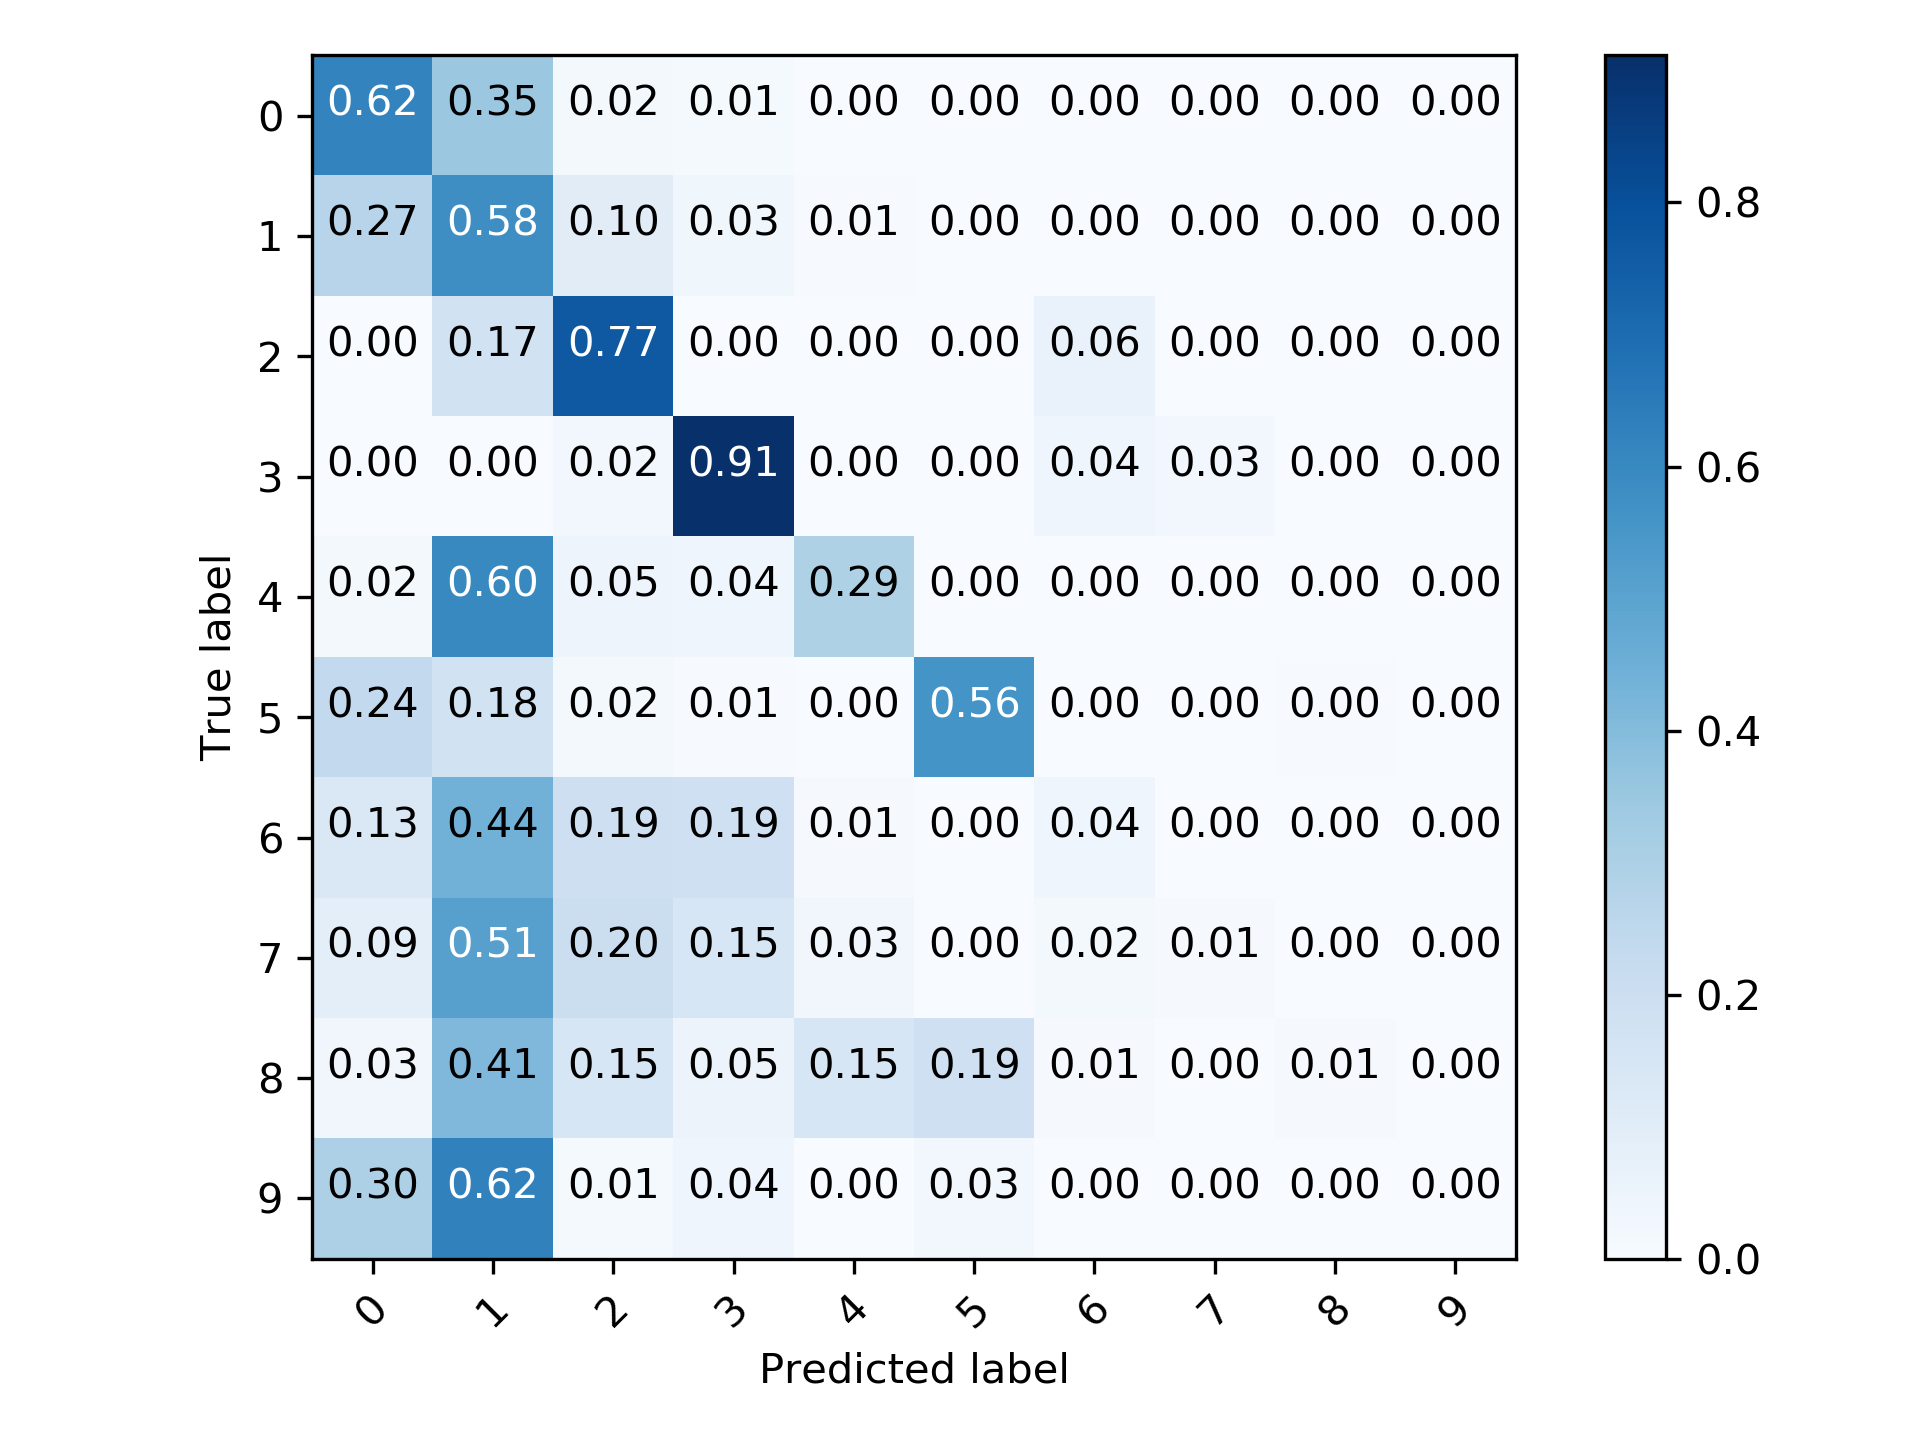 0 0.62 0.35 0.02 0.01 0.00 0.00 0.00 0.00 0.00 0.00
1 0.27 0.58 0.10 0.03 0.01 0.00 0.00 0.00 0.00 0.00
2 0.00 0.17 0.77 0.00 0.00 0.00 0.06 0.00 0.00 0.00
3 0.00 0.00 0.02 0.91 0.00 0.00 0.04 0.03 0.00 0.00
4 0.02 0.60 0.05 0.04 0.29 0.00 0.00 0.00 0.00 0.00
5 0.24 0.18 0.02 0.01 0.00 0.56 0.00 0.00 0.00 0.00
6 0.13 0.44 0.19 0.19 0.01 0.00 0.04 0.00 0.00 0.00
7 0.09 0.51 0.20 0.15 0.03 0.00 0.02 0.01 0.00 0.00
8 0.03 0.41 0.15 0.05 0.15 0.19 0.01 0.00 0.01 0.00
9 0.30 0.62 0.01 0.04 0.00 0.03 0.00 0.00 0.00 0.00
0 1 2 3 4 5 6 7 8 9
Predicted label
True label
0.8
0.6
0.4
0.2
0.0